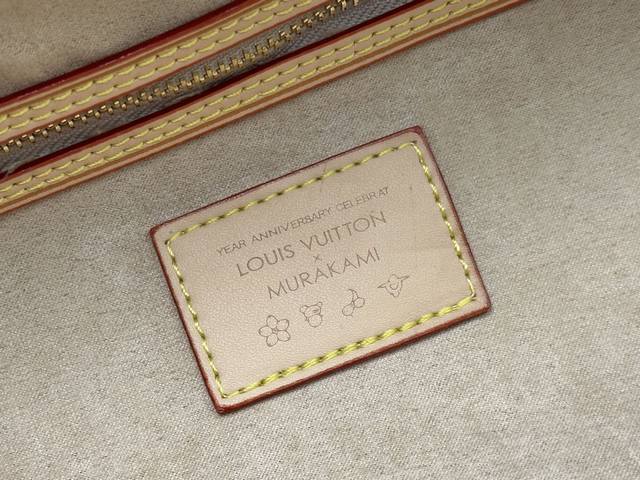 YEAR ANNIVERSARY CELEBRAT
LOUIS VUITTON
×
MURAKAMI